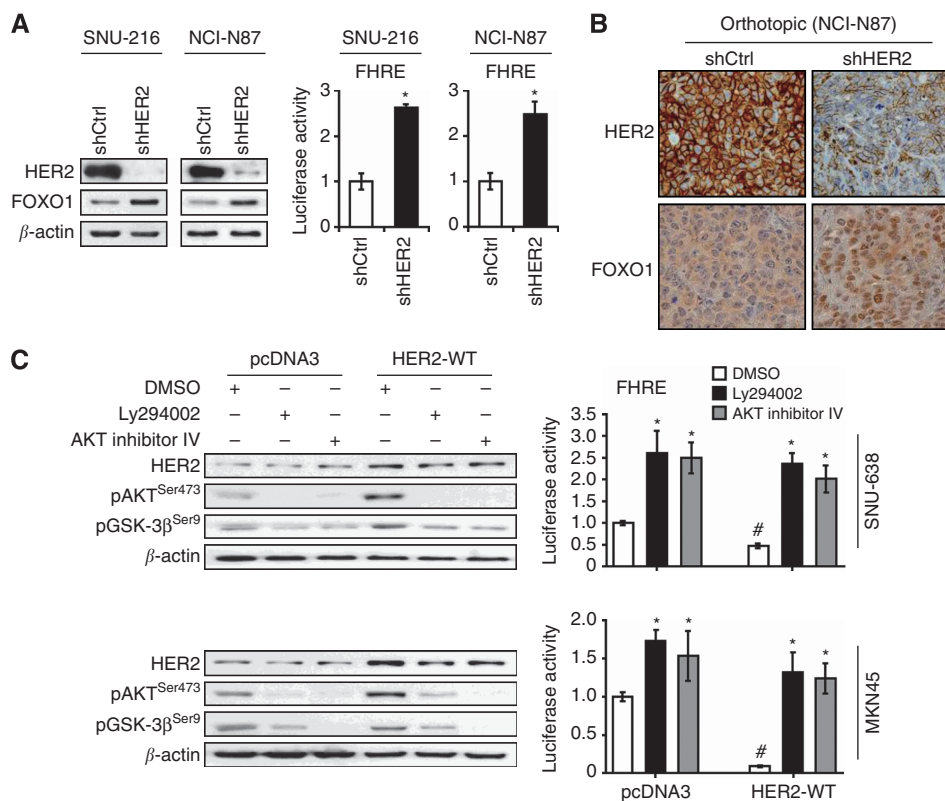 A
SNU-216
NCI-N87
shCtrl
shHER2
shCtrl
shHER2
HER2
FOXO1
β-actin
SNU-216
NCI-N87
FHRE
FHRE
Luciferase activity
3
2
1
0
*
shCtrl
shHER2
3
2
1
0
*
shCtrl
shHER2
B
Orthotopic (NCI-N87)
shCtrl
shHER2
HER2
FOXO1
C
pcDNA3
HER2-WT
DMSO + – – + – –
Ly294002 – + – – + –
AKT inhibitor IV – – + – – +
HER2
pAKTSer473
pGSK-3βSer9
β-actin
FHRE
DMSO
Ly294002
AKT inhibitor IV
Luciferase activity
3.5
3.0
2.5
2.0
1.5
1.0
0.5
0
* * # * *
SNU-638
HER2
pAKTSer473
pGSK-3βSer9
β-actin
Luciferase activity
2.0
1.5
1.0
0.5
0
* * # * *
MKN45
pcDNA3
HER2-WT